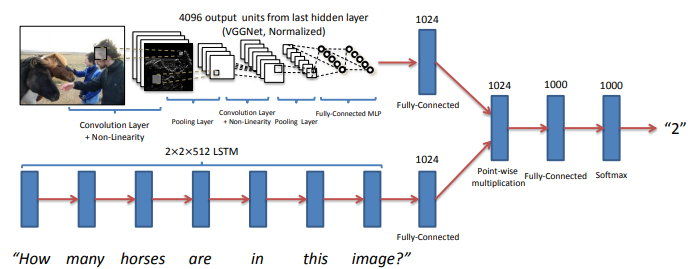 4096 output units from last hidden layer
(VGGNet, Normalized)
1024
Fully-Connected
Convolution Layer
+ Non-Linearity
Pooling Layer
Convolution Layer
+ Non-Linearity
Pooling Layer
Fully-Connected MLP
1024
1000
1000
"2"
Point-wise
multiplication
Fully-Connected
Softmax
2×2×512 LSTM
1024
Fully-Connected
"How many horses are in this image?"